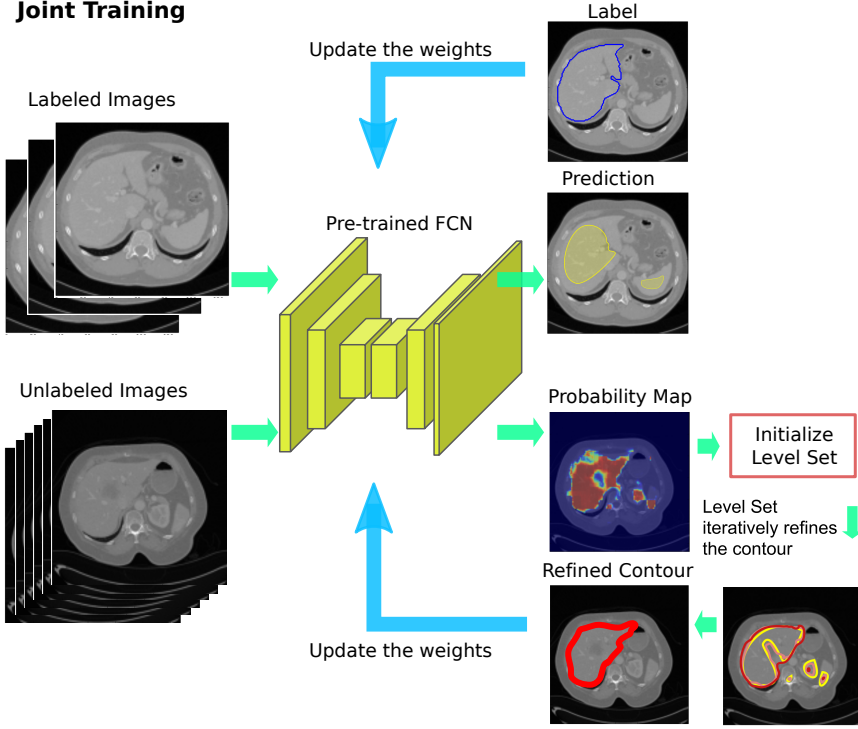 Joint Training
Label
Update the weights
Labeled Images
Prediction
Pre-trained FCN
Unlabeled Images
Probability Map
Initialize
Level Set
Level Set
iteratively refines
the contour
Refined Contour
Update the weights